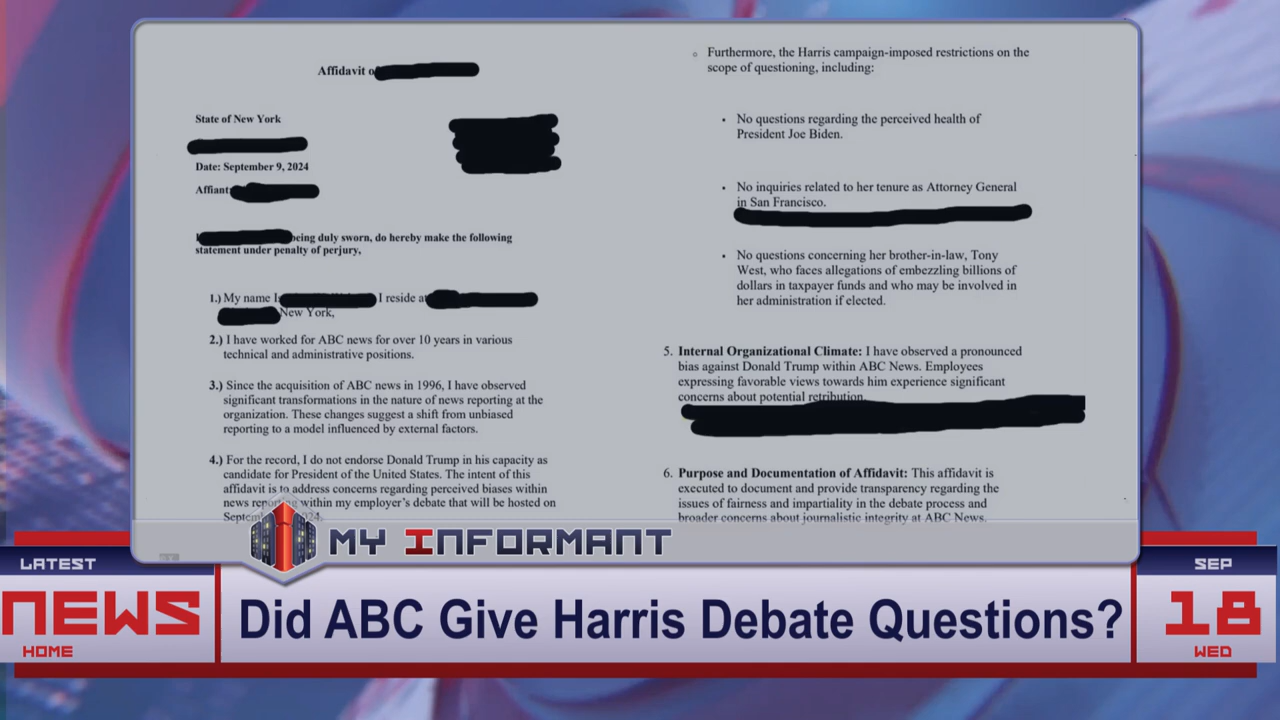 Affidavit o
State of New York
Date: September 9, 2024
Affiant:
being duly sworn, do hereby make the following
statement under penalty of perjury,
1.) My name I
I reside at
New York,
2.) I have worked for ABC news for over 10 years in various
technical and administrative positions.
3.) Since the acquisition of ABC news in 1996, I have observed
significant transformations in the nature of news reporting at the
organization. These changes suggest a shift from unbiased
reporting to a model influenced by external factors.
4.) For the record, I do not endorse Donald Trump in his capacity as
candidate for President of the United States. The intent of this
affidavit is to address concerns regarding perceived biases within
news within my employer's debate that will be hosted on
Furthermore, the Harris campaign-imposed restrictions on the
scope of questioning, including:
• No questions regarding the perceived health of
President Joe Biden.
• No inquiries related to her tenure as Attorney General
in San Francisco.
• No questions concerning her brother-in-law, Tony
West, who faces allegations of embezzling billions of
dollars in taxpayer funds and who may be involved in
her administration if elected.
5. Internal Organizational Climate: I have observed a pronounced
bias against Donald Trump within ABC News. Employees
expressing favorable views towards him experience significant
concerns about potential retribution.
6. Purpose and Documentation of Affidavit: This affidavit is
executed to document and provide transparency regarding the
issues of fairness and impartiality in the debate process and
broader concerns about journalistic integrity at ABC News.
MY INFORMANT
LATEST
NEWS
HOME
Did ABC Give Harris Debate Questions?
SEP
18
WED